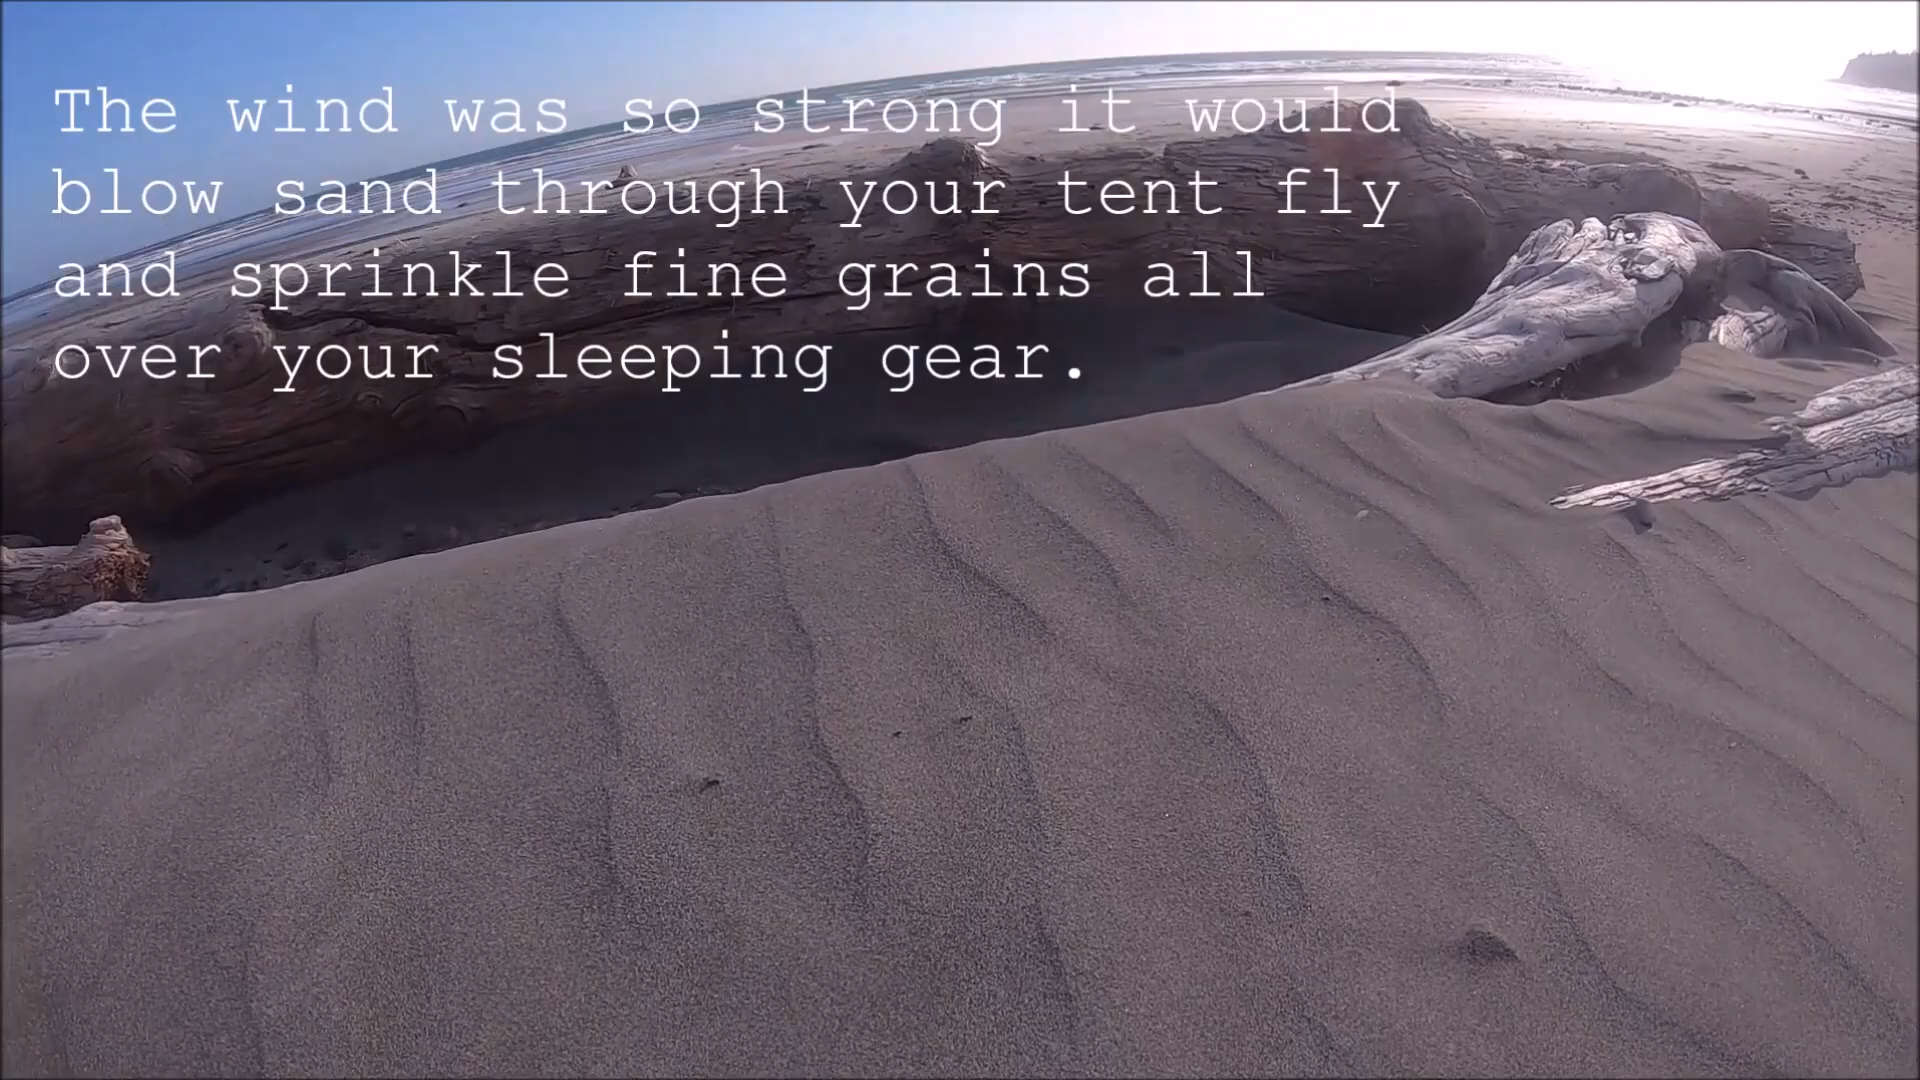 The wind was so strong it would
blow sand through your tent fly
and sprinkle fine grains all
over your sleeping gear.